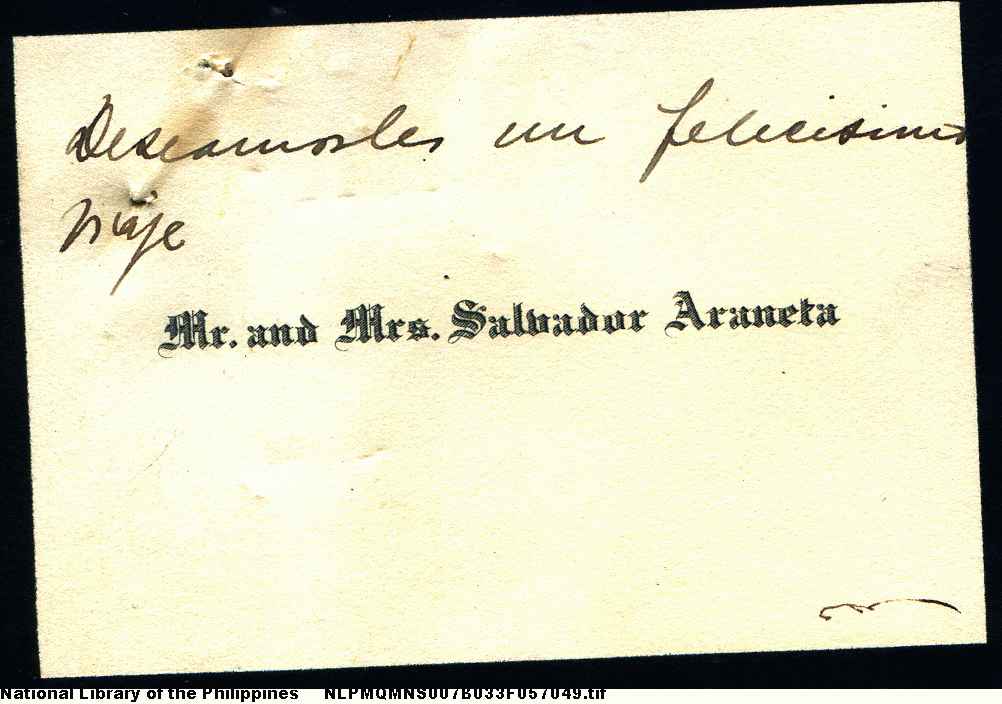 Deseamosles un felicisimo
viaje
Mr. and Mrs. Salvador Araneta
National Library of the Philippines NLPMQMNS007B033F057049.tif